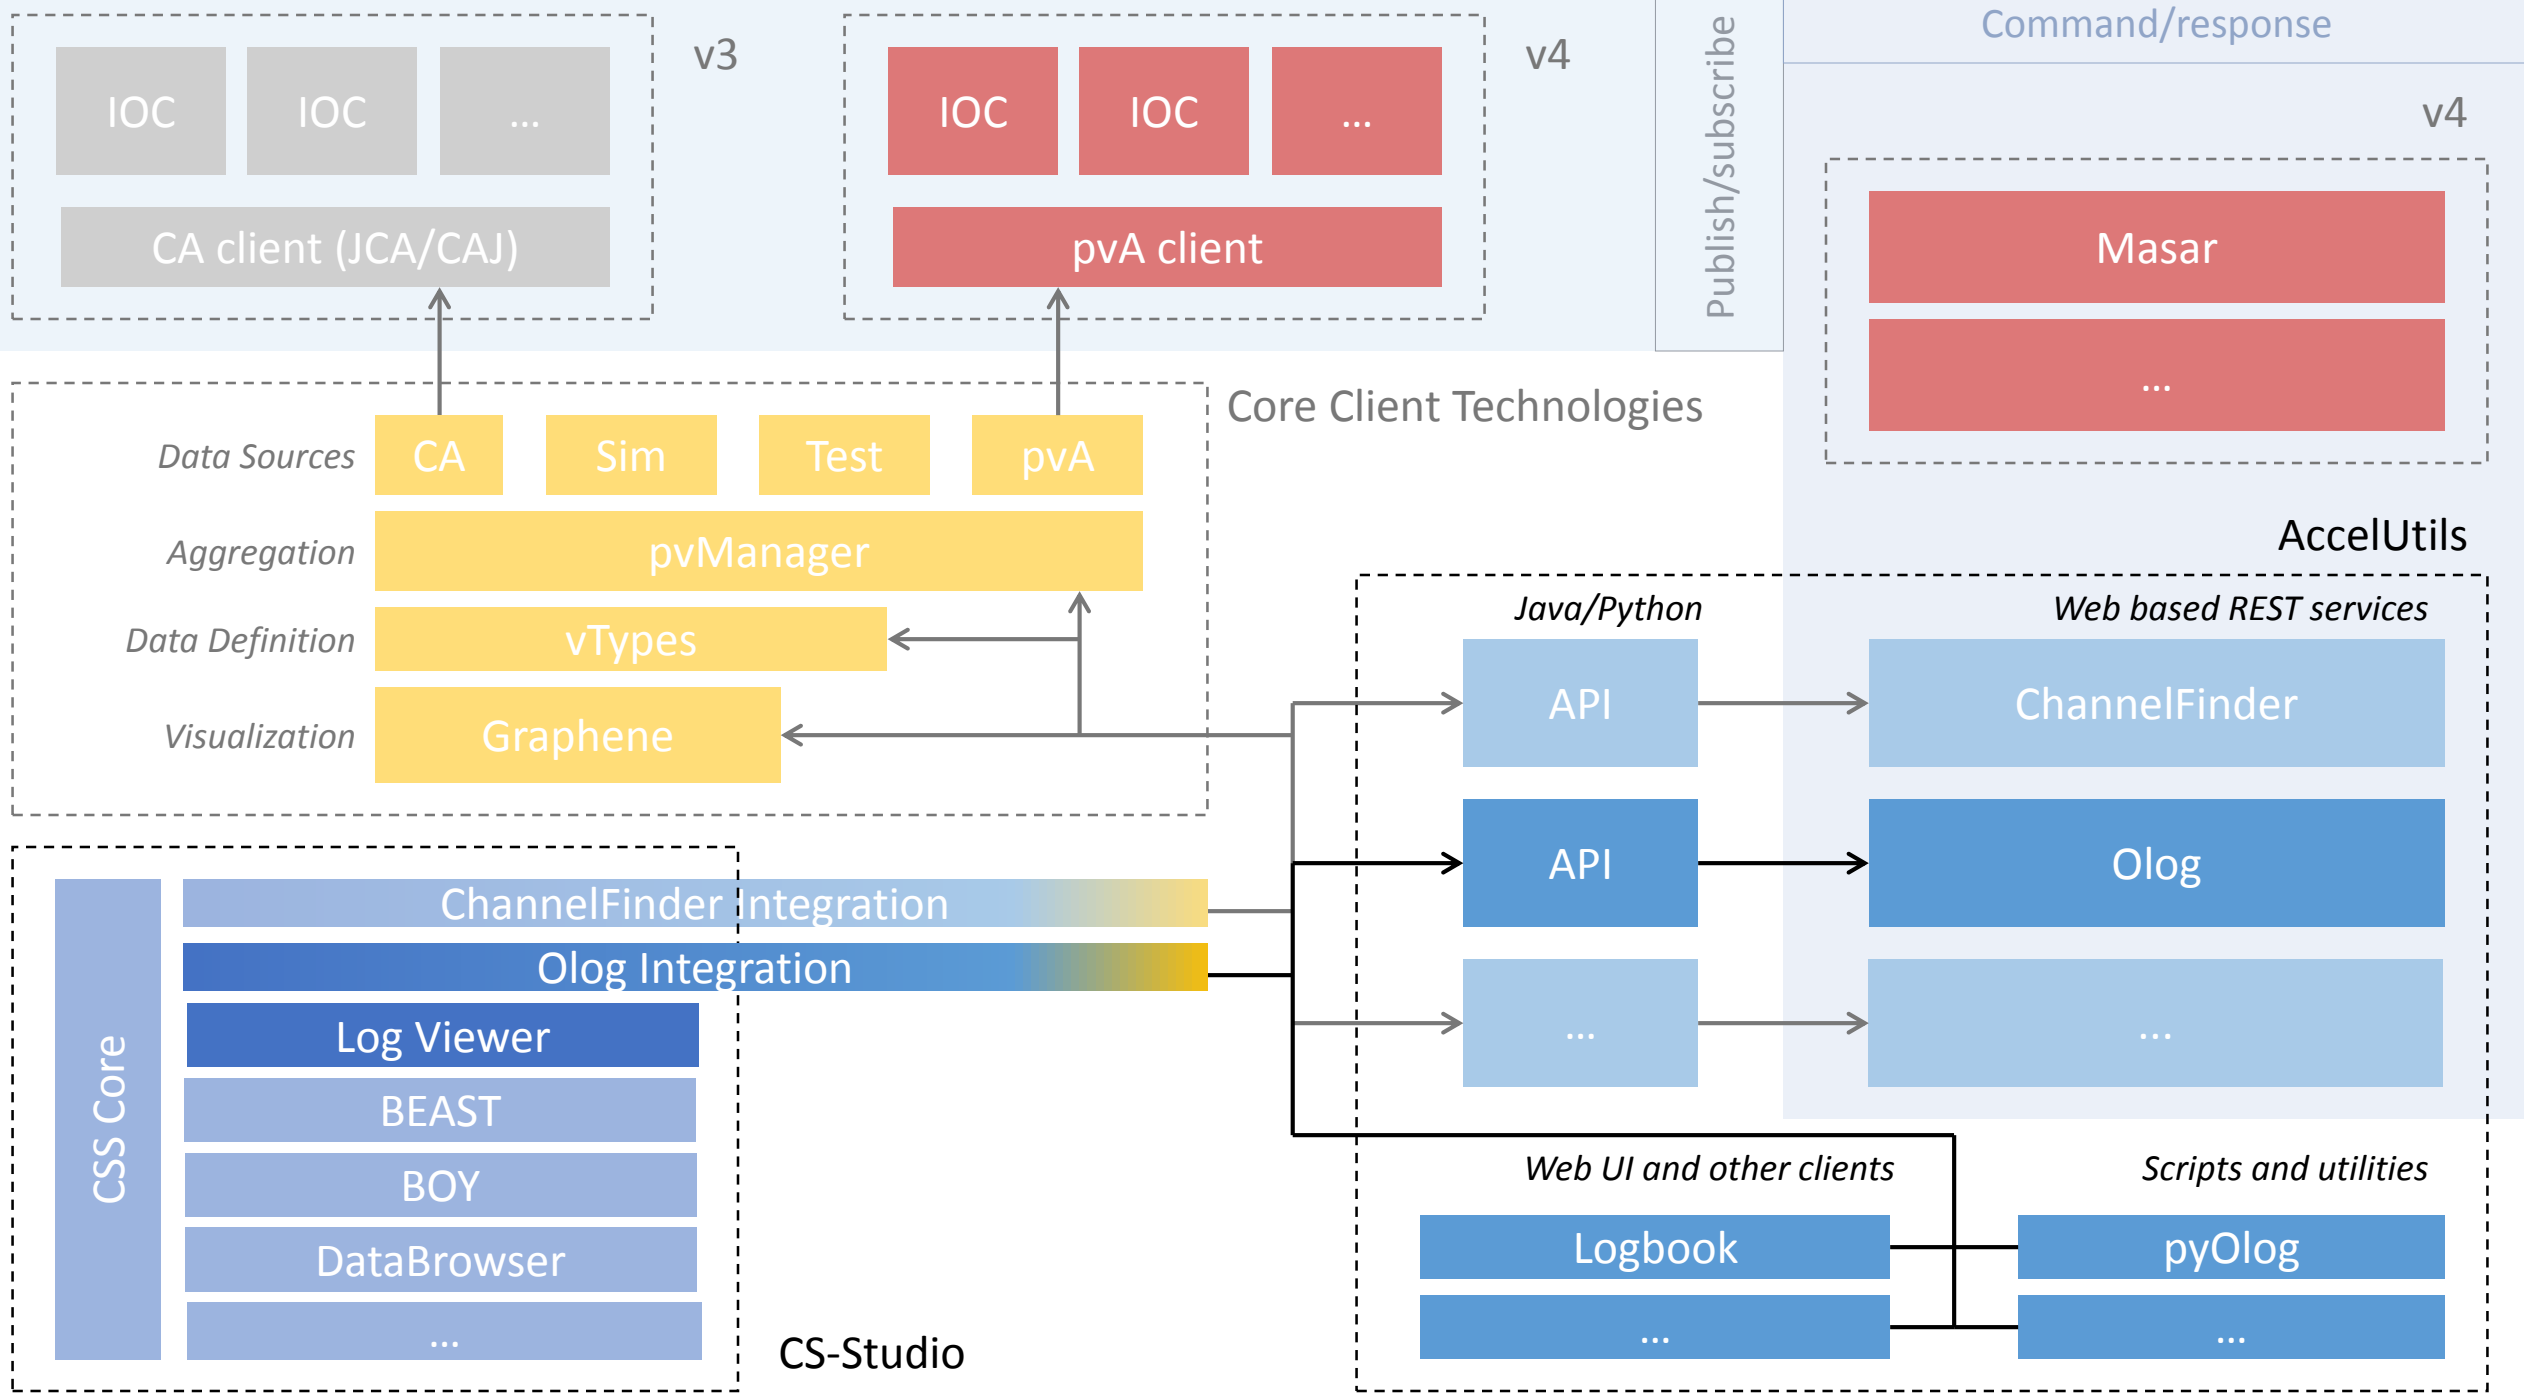 v3
IOC
IOC
...
CA client (JCA/CAJ)
v4
IOC
IOC
...
pvA client
Publish/subscribe
Command/response
v4
Masar
...
Core Client Technologies
Data Sources
CA
Sim
Test
pvA
Aggregation
pvManager
Data Definition
vTypes
Visualization
Graphene
AccelUtils
Java/Python
Web based REST services
API
ChannelFinder
API
Olog
...
...
ChannelFinder Integration
Olog Integration
CSS Core
Log Viewer
BEAST
BOY
DataBrowser
...
CS-Studio
Web UI and other clients
Scripts and utilities
Logbook
pyOlog
...
...